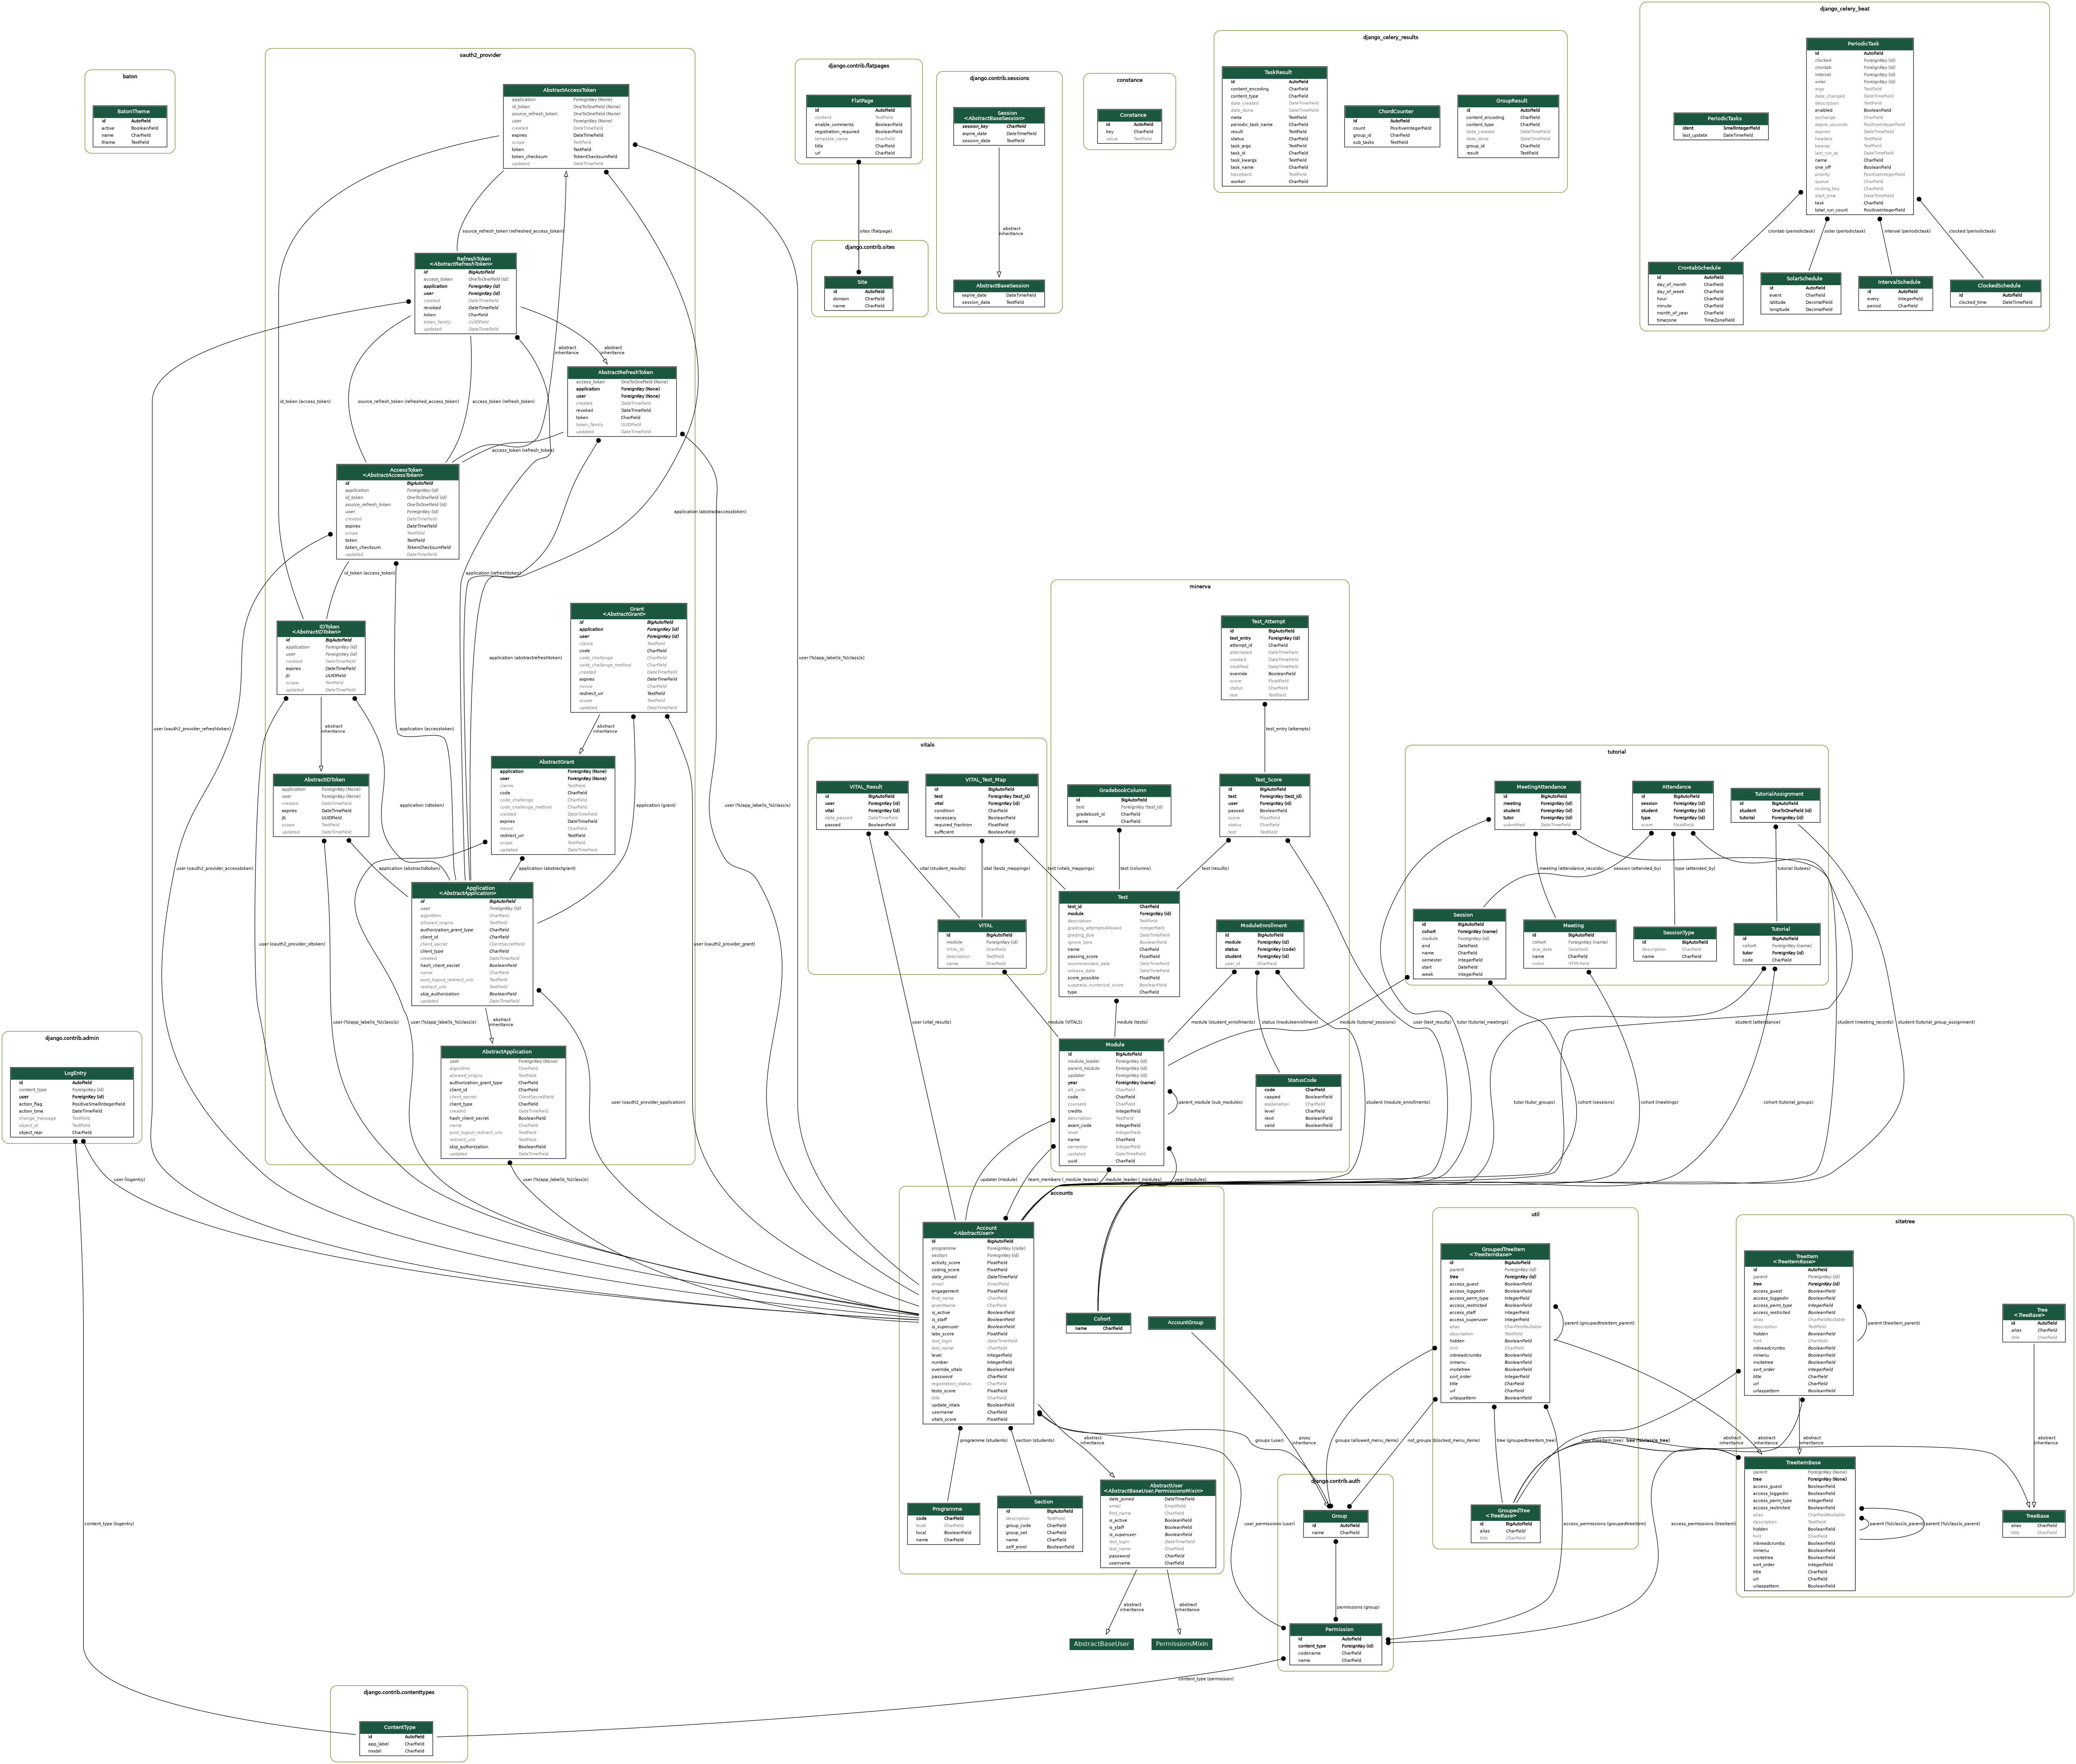 baton
BatonTheme
id AutoField
active BooleanField
name CharField
theme TextField
oauth2_provider
AbstractAccessToken
application ForeignKey (None)
id_token OneToOneField (None)
source_refresh_token OneToOneField (None)
user ForeignKey (None)
created DateTimeField
expires DateTimeField
scope TextField
token TextField
token_checksum TokenChecksumField
updated DateTimeField
source_refresh_token (refreshed_access_token)
RefreshToken
<AbstractRefreshToken>
id BigAutoField
access_token OneToOneField (id)
application ForeignKey (id)
user ForeignKey (id)
created DateTimeField
revoked DateTimeField
token CharField
token_family UUIDField
updated DateTimeField
abstract
inheritance
abstract
inheritance
AbstractRefreshToken
access_token OneToOneField (None)
application ForeignKey (None)
user ForeignKey (None)
created DateTimeField
revoked DateTimeField
token CharField
token_family UUIDField
updated DateTimeField
id_token (access_token)
source_refresh_token (refreshed_access_token)
access_token (refresh_token)
access_token (refresh_token)
AccessToken
<AbstractAccessToken>
id BigAutoField
application ForeignKey (id)
id_token OneToOneField (id)
source_refresh_token OneToOneField (id)
user ForeignKey (id)
created DateTimeField
expires DateTimeField
scope TextField
token TextField
token_checksum TokenChecksumField
updated DateTimeField
application (abstractaccesstoken)
id_token (access_token)
application (refreshtoken)
IDToken
<AbstractIDToken>
id BigAutoField
application ForeignKey (id)
user ForeignKey (id)
created DateTimeField
expires DateTimeField
jti UUIDField
scope TextField
updated DateTimeField
Grant
<AbstractGrant>
id BigAutoField
application ForeignKey (id)
user ForeignKey (id)
claims TextField
code CharField
code_challenge CharField
code_challenge_method CharField
created DateTimeField
expires DateTimeField
nonce CharField
redirect_uri TextField
scope TextField
updated DateTimeField
application (abstractrefreshtoken)
user (%(app_label)s_%(class)s)
user (oauth2_provider_refreshtoken)
abstract
inheritance
application (accesstoken)
abstract
inheritance
AbstractIDToken
application ForeignKey (None)
user ForeignKey (None)
created DateTimeField
expires DateTimeField
jti UUIDField
scope TextField
updated DateTimeField
application (idtoken)
AbstractGrant
application ForeignKey (None)
user ForeignKey (None)
claims TextField
code CharField
code_challenge CharField
code_challenge_method CharField
created DateTimeField
expires DateTimeField
nonce CharField
redirect_uri TextField
scope TextField
updated DateTimeField
application (grant)
user (%(app_label)s_%(class)s)
user (oauth2_provider_accesstoken)
application (abstractidtoken)
application (abstractgrant)
Application
<AbstractApplication>
id BigAutoField
user ForeignKey (id)
algorithm CharField
allowed_origins TextField
authorization_grant_type CharField
client_id CharField
client_secret ClientSecretField
client_type CharField
created DateTimeField
hash_client_secret BooleanField
name CharField
post_logout_redirect_uris TextField
redirect_uris TextField
skip_authorization BooleanField
updated DateTimeField
user (oauth2_provider_idtoken)
user (oauth2_provider_grant)
user (%(app_label)s_%(class)s)
user (%(app_label)s_%(class)s)
abstract
inheritance
AbstractApplication
user ForeignKey (None)
algorithm CharField
allowed_origins TextField
authorization_grant_type CharField
client_id CharField
client_secret ClientSecretField
client_type CharField
created DateTimeField
hash_client_secret BooleanField
name CharField
post_logout_redirect_uris TextField
redirect_uris TextField
skip_authorization BooleanField
updated DateTimeField
user (oauth2_provider_application)
user (%(app_label)s_%(class)s)
django.contrib.flatpages
FlatPage
id AutoField
content TextField
enable_comments BooleanField
registration_required BooleanField
template_name CharField
title CharField
url CharField
sites (flatpage)
django.contrib.sites
Site
id AutoField
domain CharField
name CharField
django.contrib.sessions
Session
<AbstractBaseSession>
session_key CharField
expire_date DateTimeField
session_data TextField
abstract
inheritance
AbstractBaseSession
expire_date DateTimeField
session_data TextField
constance
Constance
id AutoField
key CharField
value TextField
django_celery_results
TaskResult
id AutoField
content_encoding CharField
content_type CharField
date_created DateTimeField
date_done DateTimeField
meta TextField
periodic_task_name CharField
result TextField
status CharField
task_args TextField
task_id CharField
task_kwargs TextField
task_name CharField
traceback TextField
worker CharField
ChordCounter
id AutoField
count PositiveIntegerField
group_id CharField
sub_tasks TextField
GroupResult
id AutoField
content_encoding CharField
content_type CharField
date_created DateTimeField
date_done DateTimeField
group_id CharField
result TextField
django_celery_beat
PeriodicTasks
ident SmallIntegerField
last_update DateTimeField
PeriodicTask
id AutoField
clocked ForeignKey (id)
crontab ForeignKey (id)
interval ForeignKey (id)
solar ForeignKey (id)
args TextField
date_changed DateTimeField
description TextField
enabled BooleanField
exchange CharField
expire_seconds PositiveIntegerField
expires DateTimeField
headers TextField
kwargs TextField
last_run_at DateTimeField
name CharField
one_off BooleanField
priority PositiveIntegerField
queue CharField
routing_key CharField
start_time DateTimeField
task CharField
total_run_count PositiveIntegerField
crontab (periodictask)
solar (periodictask)
interval (periodictask)
clocked (periodictask)
CrontabSchedule
id AutoField
day_of_month CharField
day_of_week CharField
hour CharField
minute CharField
month_of_year CharField
timezone TimeZoneField
SolarSchedule
id AutoField
event CharField
latitude DecimalField
longitude DecimalField
IntervalSchedule
id AutoField
every IntegerField
period CharField
ClockedSchedule
id AutoField
clocked_time DateTimeField
minerva
Test_Attempt
id BigAutoField
test_entry ForeignKey (id)
attempt_id CharField
attempted DateTimeField
created DateTimeField
modified DateTimeField
override BooleanField
score FloatField
status CharField
text TextField
test_entry (attempts)
GradebookColumn
id BigAutoField
test ForeignKey (test_id)
gradebook_id CharField
name CharField
Test_Score
id BigAutoField
test ForeignKey (test_id)
user ForeignKey (id)
passed BooleanField
score FloatField
status CharField
text TextField
test (vitals_mappings)
test (columns)
test (results)
Test
test_id CharField
module ForeignKey (id)
description TextField
grading_attemptsAllowed IntegerField
grading_due DateTimeField
ignore_zero BooleanField
name CharField
passing_score FloatField
recommended_date DateTimeField
release_date DateTimeField
score_possible FloatField
suppress_numerical_score BooleanField
type CharField
ModuleEnrollment
id BigAutoField
module ForeignKey (id)
status ForeignKey (code)
student ForeignKey (id)
user_id CharField
module (VITALS)
module (tests)
module (student_enrollments)
status (moduleenrollment)
module (tutorial_sessions)
Module
id BigAutoField
module_leader ForeignKey (id)
parent_module ForeignKey (id)
updater ForeignKey (id)
year ForeignKey (name)
alt_code CharField
code CharField
courseid CharField
credits IntegerField
description TextField
exam_code IntegerField
level IntegerField
name CharField
semester IntegerField
updated DateTimeField
uuid CharField
parent_module (sub_modules)
StatusCode
code CharField
capped BooleanField
explanation CharField
level CharField
resit BooleanField
valid BooleanField
vitals
VITAL_Result
id BigAutoField
user ForeignKey (id)
vital ForeignKey (id)
date_passed DateTimeField
passed BooleanField
VITAL_Test_Map
id BigAutoField
test ForeignKey (test_id)
vital ForeignKey (id)
condition CharField
necessary BooleanField
required_fractrion FloatField
sufficient BooleanField
vital (student_results)
vital (tests_mappings)
VITAL
id BigAutoField
module ForeignKey (id)
VITAL_ID CharField
description TextField
name CharField
user (vital_results)
tutorial
MeetingAttendance
id BigAutoField
meeting ForeignKey (id)
student ForeignKey (id)
tutor ForeignKey (id)
submitted DateTimeField
Attendance
id BigAutoField
session ForeignKey (id)
student ForeignKey (id)
type ForeignKey (id)
score FloatField
TutorialAssignment
id BigAutoField
student OneToOneField (id)
tutorial ForeignKey (id)
meeting (attendance_records)
session (attended_by)
type (attended_by)
tutorial (tutees)
Session
id BigAutoField
cohort ForeignKey (name)
module ForeignKey (id)
end DateField
name CharField
semester IntegerField
start DateField
week IntegerField
Meeting
id BigAutoField
cohort ForeignKey (name)
due_date DateField
name CharField
notes HTMLField
SessionType
id BigAutoField
description CharField
name CharField
Tutorial
id BigAutoField
cohort ForeignKey (name)
tutor ForeignKey (id)
code CharField
user (test_results)
tutor (tutorial_meetings)
student (attendance)
student (meeting_records)
student (tutorial_group_assignment)
student (module_enrollments)
tutor (tutor_groups)
cohort (sessions)
cohort (meetings)
cohort (tutorial_groups)
updater (module)
team_members (_module_teams)
module_leader (_modules)
year (modules)
django.contrib.admin
LogEntry
id AutoField
content_type ForeignKey (id)
user ForeignKey (id)
action_flag PositiveSmallIntegerField
action_time DateTimeField
change_message TextField
object_id TextField
object_repr CharField
user (logentry)
content_type (logentry)
accounts
Account
<AbstractUser>
id BigAutoField
programme ForeignKey (code)
section ForeignKey (id)
activity_score FloatField
coding_score FloatField
date_joined DateTimeField
email EmailField
engagement FloatField
first_name CharField
givenName CharField
is_active BooleanField
is_staff BooleanField
is_superuser BooleanField
labs_score FloatField
last_login DateTimeField
last_name CharField
level IntegerField
number IntegerField
override_vitals BooleanField
password CharField
registration_status CharField
tests_score FloatField
title CharField
update_vitals BooleanField
username CharField
vitals_score FloatField
Cohort
name CharField
AccountGroup
programme (students)
section (students)
abstract
inheritance
groups (user)
proxy
inheritance
Programme
code CharField
level CharField
local BooleanField
name CharField
Section
id BigAutoField
description TextField
group_code CharField
group_set CharField
name CharField
self_enrol BooleanField
AbstractUser
<AbstractBaseUser,PermissionsMixin>
date_joined DateTimeField
email EmailField
first_name CharField
is_active BooleanField
is_staff BooleanField
is_superuser BooleanField
last_login DateTimeField
last_name CharField
password CharField
username CharField
user_permissions (user)
abstract
inheritance
abstract
inheritance
AbstractBaseUser
PermissionsMixin
util
GroupedTreeItem
<TreeItemBase>
id BigAutoField
parent ForeignKey (id)
tree ForeignKey (id)
access_guest BooleanField
access_loggedin BooleanField
access_perm_type IntegerField
access_restricted BooleanField
access_staff IntegerField
access_superuser IntegerField
alias CharFieldNullable
description TextField
hidden BooleanField
hint CharField
inbreadcrumbs BooleanField
inmenu BooleanField
insitetree BooleanField
sort_order IntegerField
title CharField
url CharField
urlaspattern BooleanField
parent (groupedtreeitem_parent)
groups (allowed_menu_items)
not_groups (blocked_menu_items)
tree (groupedtreeitem_tree)
tree (treeitem_tree)
tree (%(class)s_tree)
GroupedTree
<TreeBase>
id BigAutoField
alias CharField
title CharField
access_permissions (groupedtreeitem)
access_permissions (treeitem)
sitetree
TreeItem
<TreeItemBase>
id AutoField
parent ForeignKey (id)
tree ForeignKey (id)
access_guest BooleanField
access_loggedin BooleanField
access_perm_type IntegerField
access_restricted BooleanField
alias CharFieldNullable
description TextField
hidden BooleanField
hint CharField
inbreadcrumbs BooleanField
inmenu BooleanField
insitetree BooleanField
sort_order IntegerField
title CharField
url CharField
urlaspattern BooleanField
parent (treeitem_parent)
Tree
<TreeBase>
id AutoField
alias CharField
title CharField
abstract
inheritance
abstract
inheritance
abstract
inheritance
abstract
inheritance
TreeItemBase
parent ForeignKey (None)
tree ForeignKey (None)
access_guest BooleanField
access_loggedin BooleanField
access_perm_type IntegerField
access_restricted BooleanField
alias CharFieldNullable
description TextField
hidden BooleanField
hint CharField
inbreadcrumbs BooleanField
inmenu BooleanField
insitetree BooleanField
sort_order IntegerField
title CharField
url CharField
urlaspattern BooleanField
parent (%(class)s_parent)
parent (%(class)s_parent)
TreeBase
alias CharField
title CharField
django.contrib.auth
Group
id AutoField
name CharField
permissions (group)
Permission
id AutoField
content_type ForeignKey (id)
codename CharField
name CharField
content_type (permission)
django.contrib.contenttypes
ContentType
id AutoField
app_label CharField
model CharField